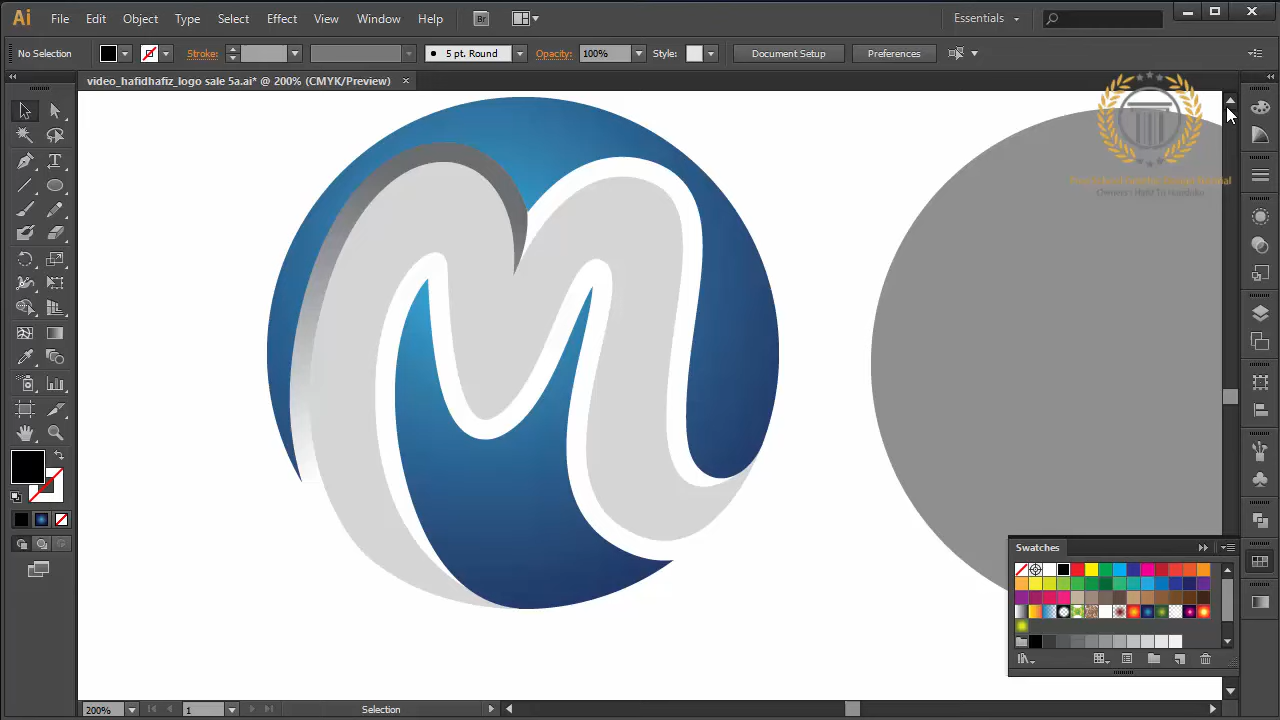 Ai File Edit Object Type Select Effect View Window Help Br Essentials
No Selection Stroke: 5 pt. Round Opacity: 100% Style: Document Setup Preferences
video_hafidhafiz_logo sale 5a.ai* @ 200% (CMYK/Preview)
Swatches
200% 1 Selection